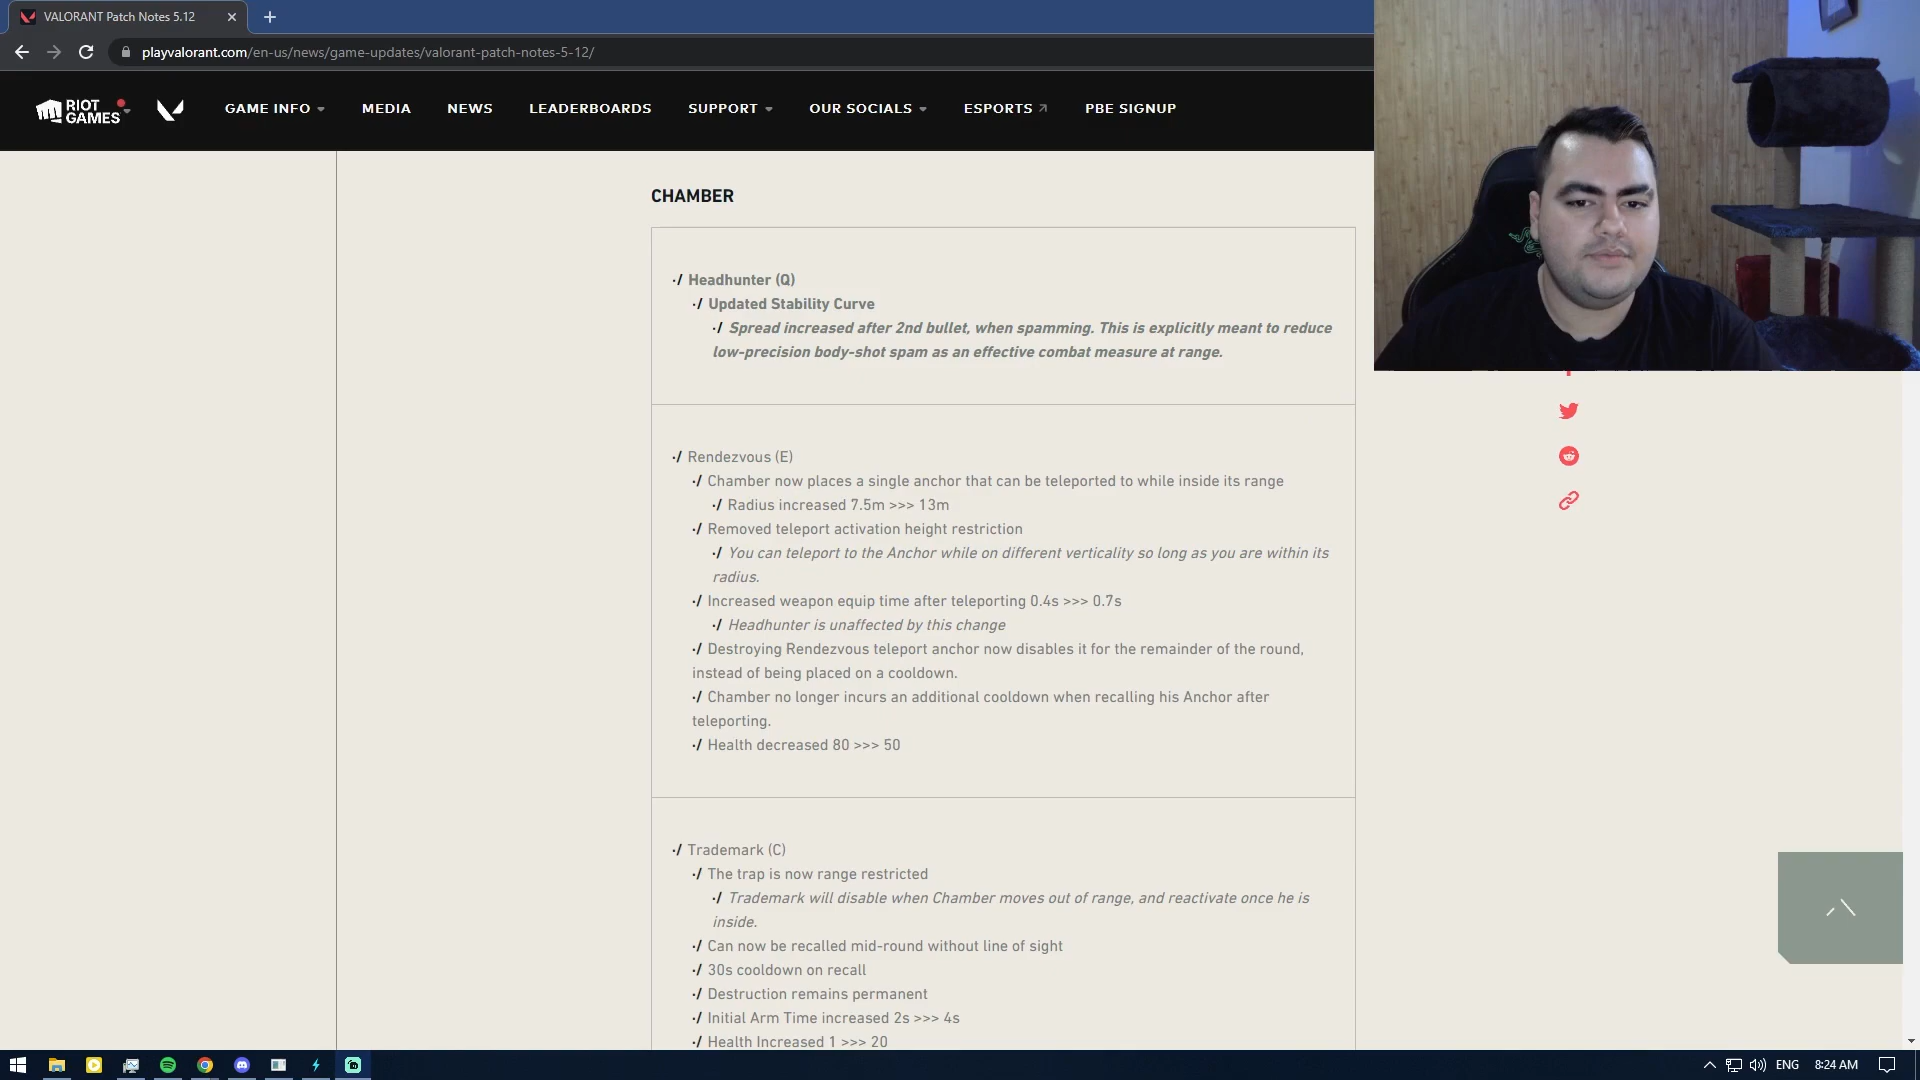 VALORANT Patch Notes 5.12
playvalorant.com/en-us/news/game-updates/valorant-patch-notes-5-12/
RIOT GAMES
GAME INFO
MEDIA
NEWS
LEADERBOARDS
SUPPORT
OUR SOCIALS
ESPORTS
PBE SIGNUP
CHAMBER
Headhunter (Q)
Updated Stability Curve
Spread increased after 2nd bullet, when spamming. This is explicitly meant to reduce
low-precision body-shot spam as an effective combat measure at range.
Rendezvous (E)
Chamber now places a single anchor that can be teleported to while inside its range
Radius increased 7.5m >>> 13m
Removed teleport activation height restriction
You can teleport to the Anchor while on different verticality so long as you are within its
radius.
Increased weapon equip time after teleporting 0.4s >>> 0.7s
Headhunter is unaffected by this change
Destroying Rendezvous teleport anchor now disables it for the remainder of the round,
instead of being placed on a cooldown.
Chamber no longer incurs an additional cooldown when recalling his Anchor after
teleporting.
Health decreased 80 >>> 50
Trademark (C)
The trap is now range restricted
Trademark will disable when Chamber moves out of range, and reactivate once he is
inside.
Can now be recalled mid-round without line of sight
30s cooldown on recall
Destruction remains permanent
Initial Arm Time increased 2s >>> 4s
Health Increased 1 >>> 20
ENG
8:24 AM